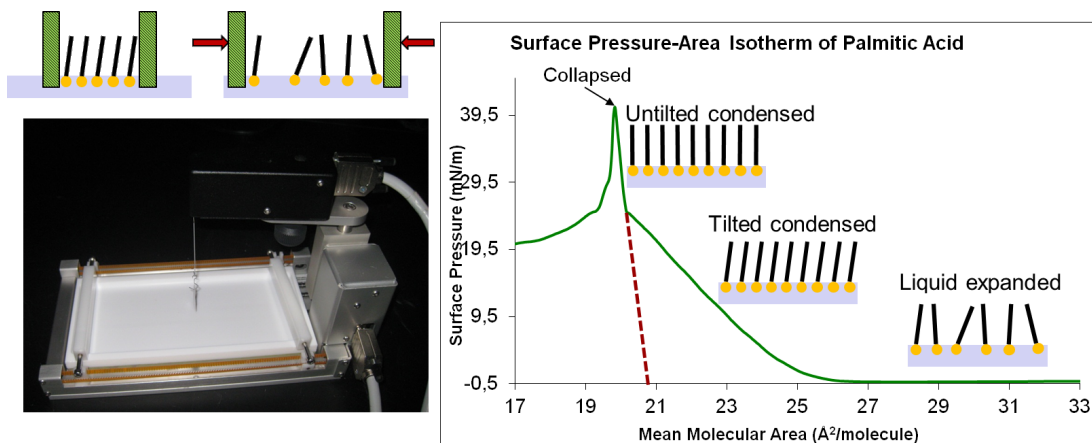 Surface Pressure-Area Isotherm of Palmitic Acid
Collapsed
Untilted condensed
Tilted condensed
Liquid expanded
Surface Pressure (mN/m)
39,5
29,5
19,5
9,5
-0,5
17 19 21 23 25 27 29 31 33
Mean Molecular Area (Å²/molecule)